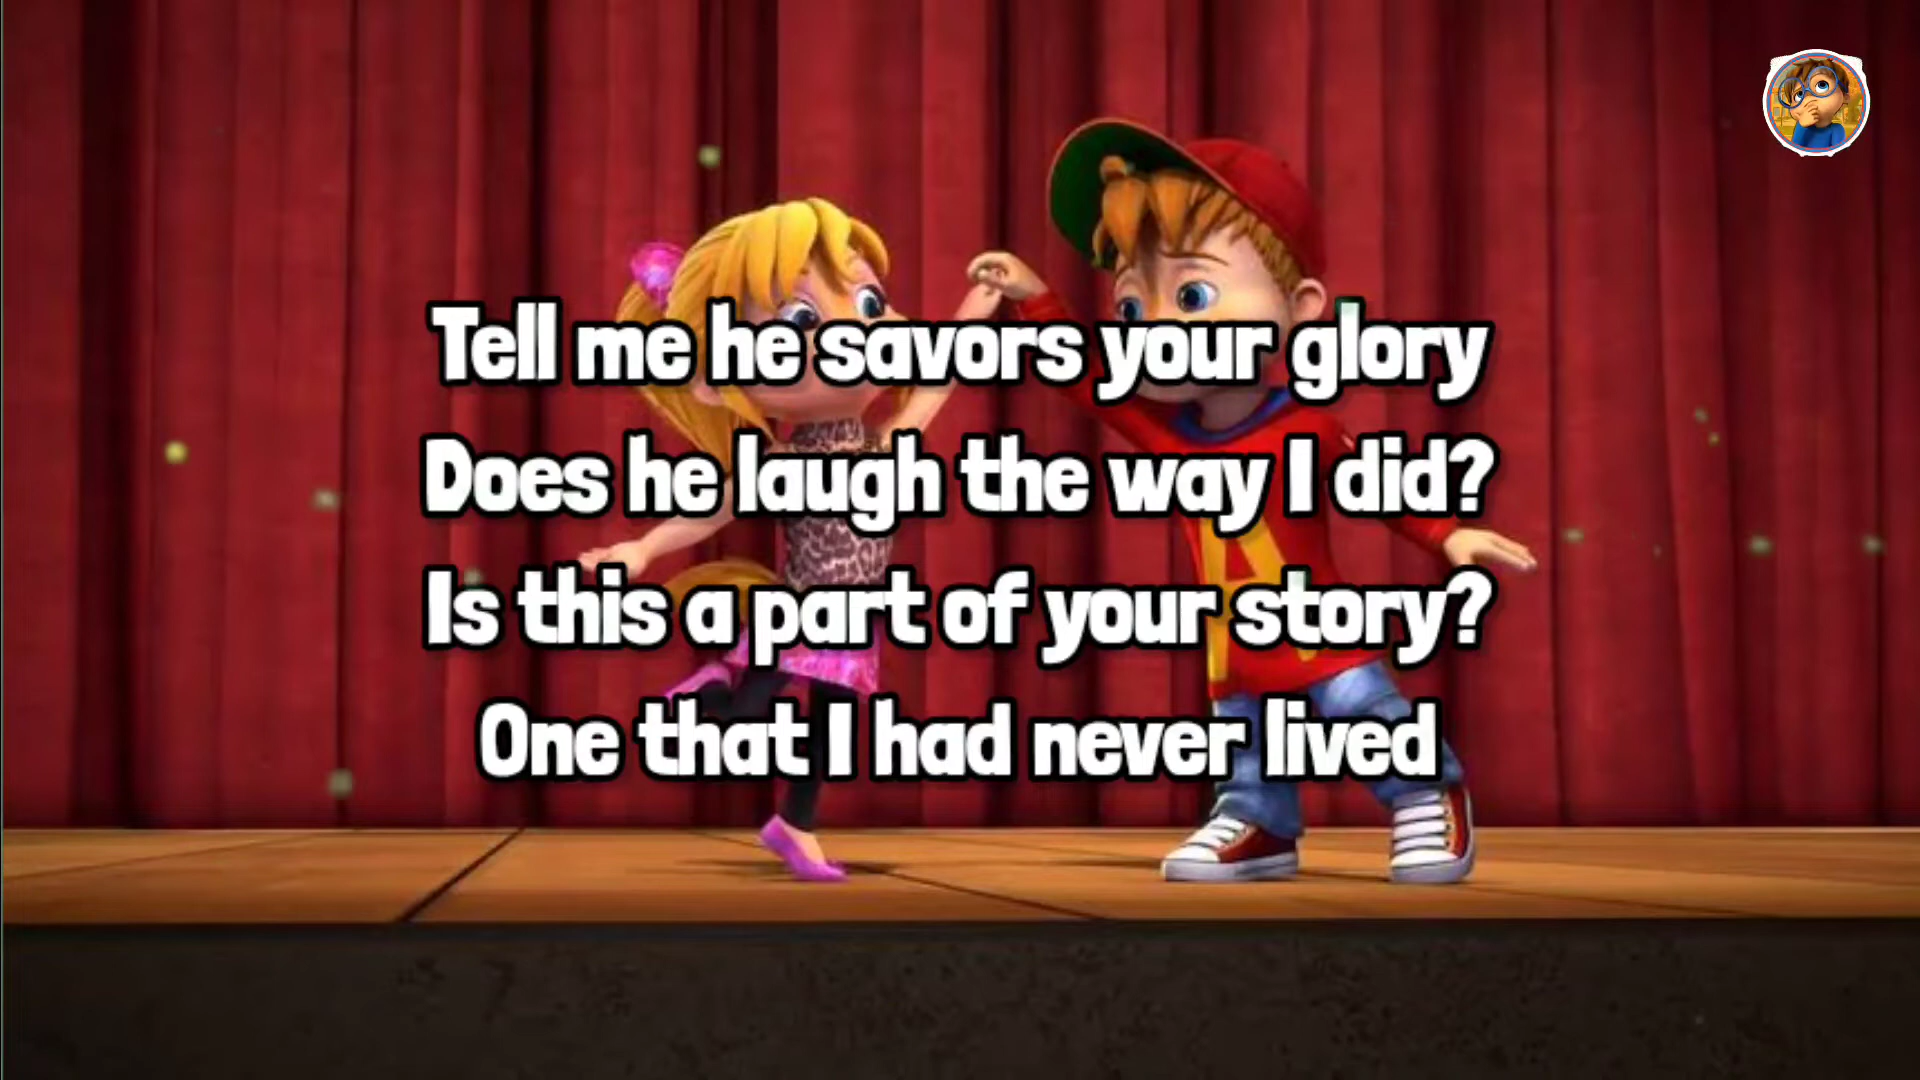 Tell me he savors your glory
Does he laugh the way I did?
Is this a part of your story?
One that I had never lived
A